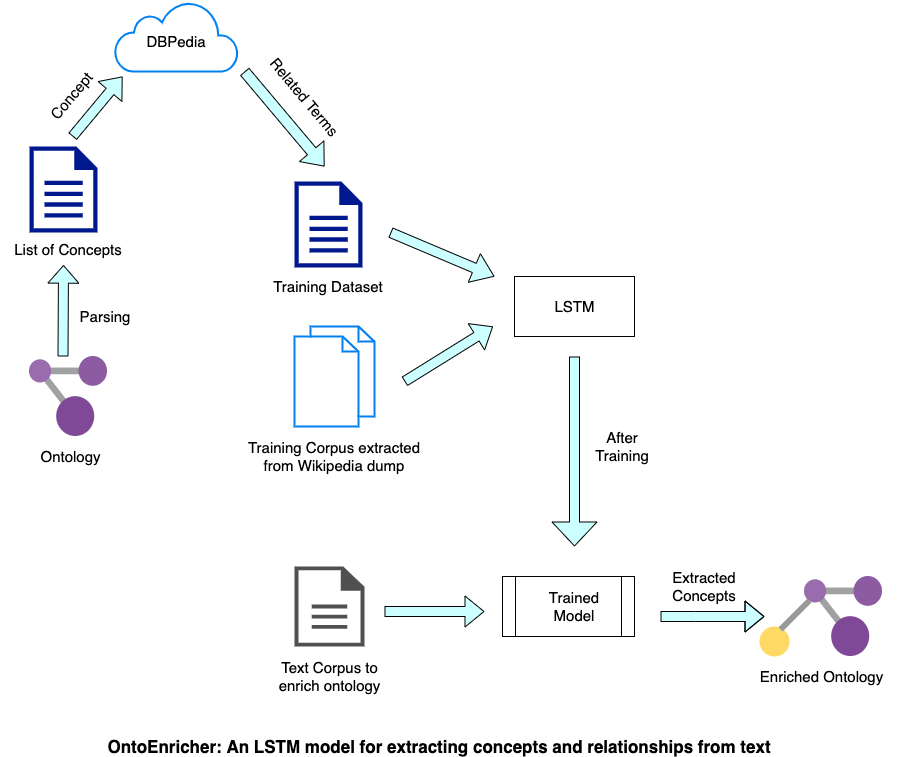 DBPedia
Concept
Related Terms
List of Concepts
Training Dataset
Parsing
LSTM
Training Corpus extracted
from Wikipedia dump
Ontology
After
Training
Extracted
Concepts
Trained
Model
Text Corpus to
enrich ontology
Enriched Ontology
OntoEnricher: An LSTM model for extracting concepts and relationships from text